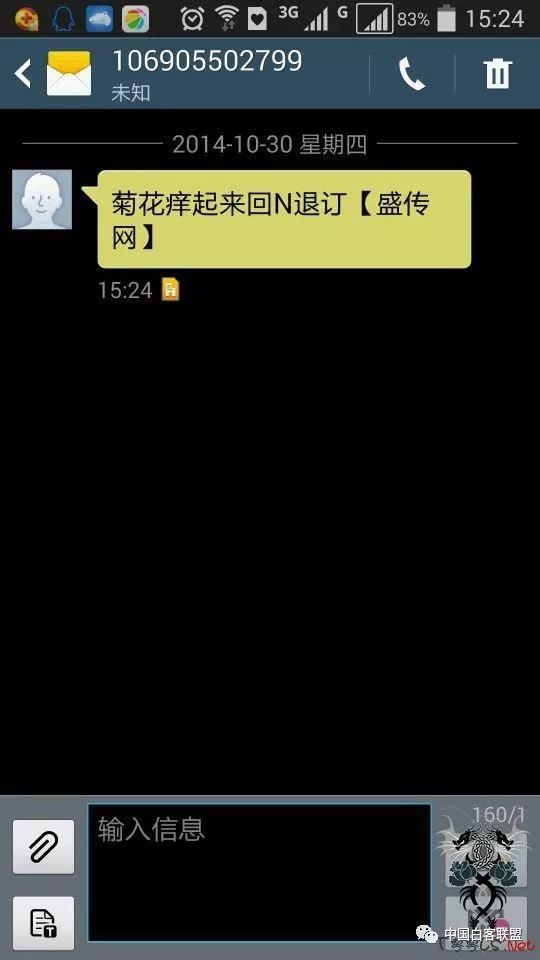 3G
G
83%
15:24
106905502799
未知
2014-10-30 星期四
菊花痒起来回N退订【盛传
网】
15:24
输入信息
160/1
T
中国白客联盟
Net